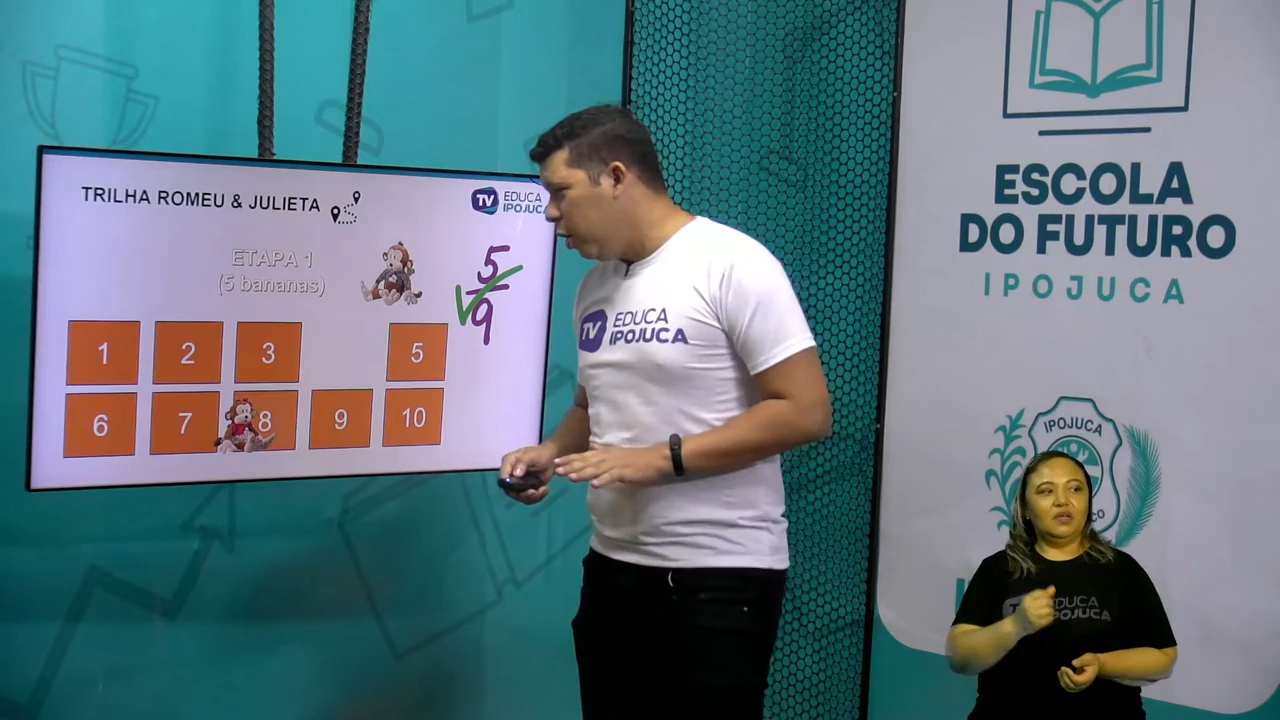 TRILHA ROMEU & JULIETA
TV EDUCA
IPOJUCA
ETAPA 1
(5 bananas)
5
9
1 2 3 5
6 7 8 9 10
TV EDUCA
IPOJUCA
ESCOLA
DO FUTURO
IPOJUCA
IPOJUCA
EDUCA
IPOJUCA